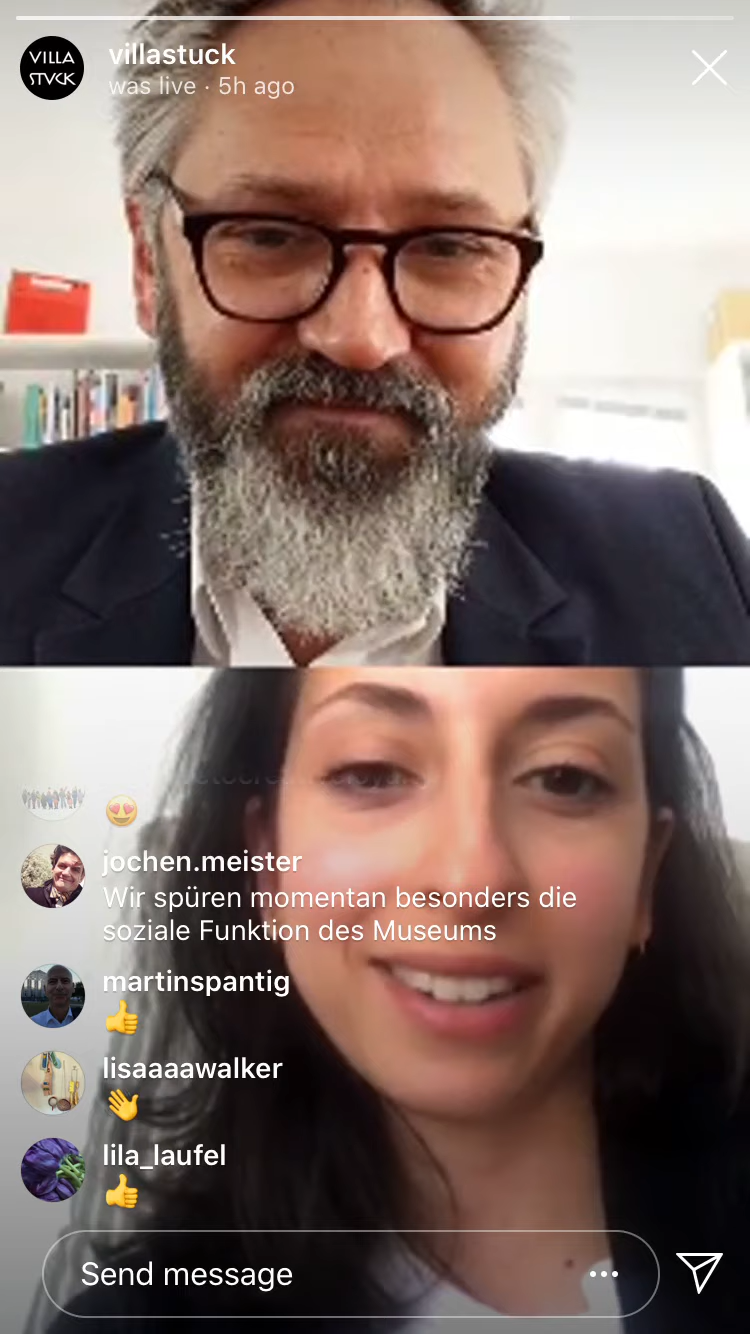 VILLA
STVCK
villastuck
was live · 5h ago
😍
jochen.meister
Wir spüren momentan besonders die
soziale Funktion des Museums
martinspantig
👍
lisaaaawalker
👋
lila_laufel
👍
Send message